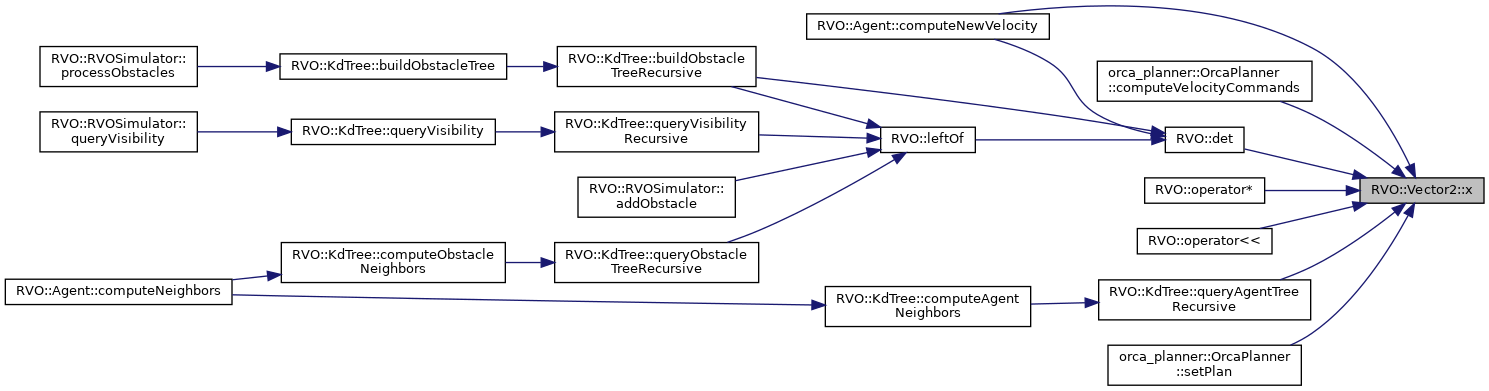 RVO::Agent::computeNewVelocity
RVO::RVOSimulator::
processObstacles
RVO::KdTree::buildObstacleTree
RVO::KdTree::buildObstacle
TreeRecursive
orca_planner::OrcaPlanner
::computeVelocityCommands
RVO::RVOSimulator::
queryVisibility
RVO::KdTree::queryVisibility
RVO::KdTree::queryVisibility
Recursive
RVO::leftOf
RVO::det
RVO::RVOSimulator::
addObstacle
RVO::operator*
RVO::Vector2::x
RVO::operator<<
RVO::KdTree::computeObstacle
Neighbors
RVO::KdTree::queryObstacle
TreeRecursive
RVO::Agent::computeNeighbors
RVO::KdTree::computeAgent
Neighbors
RVO::KdTree::queryAgentTree
Recursive
orca_planner::OrcaPlanner
::setPlan